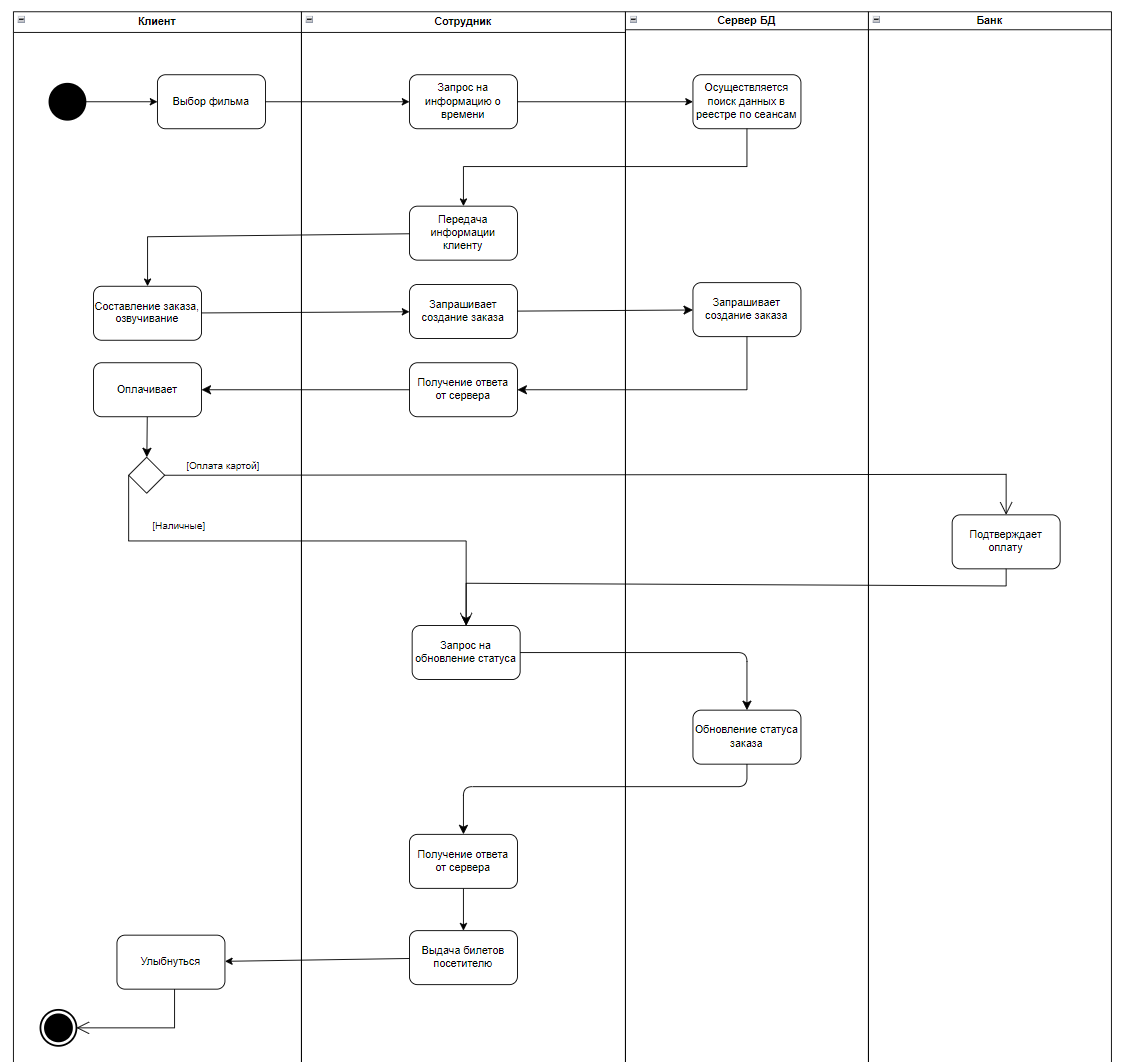 Клиент
Сотрудник
Сервер БД
Банк
Выбор фильма
Запрос на
информацию о
времени
Осуществляется
поиск данных в
реестре по сеансам
Передача
информации
клиенту
Составление заказа,
озвучивание
Запрашивает
создание заказа
Запрашивает
создание заказа
Оплачивает
Получение ответа
от сервера
[Оплата картой]
[Наличные]
Подтверждает
оплату
Запрос на
обновление статуса
Обновление статуса
заказа
Получение ответа
от сервера
Выдача билетов
посетителю
Улыбнуться